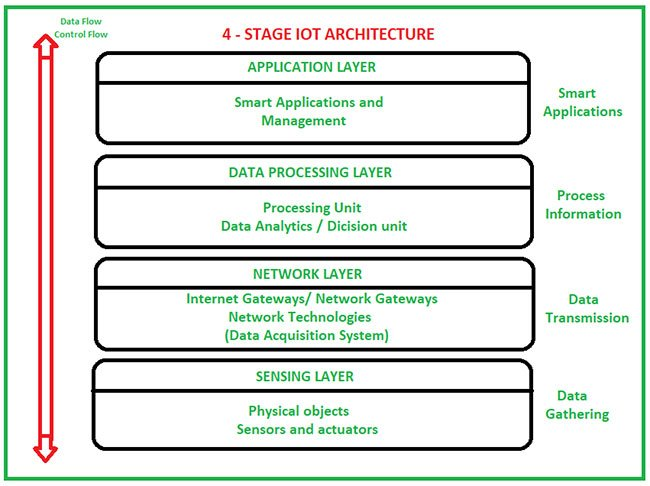 Data Flow
Control Flow
4 - STAGE IOT ARCHITECTURE
APPLICATION LAYER
Smart Applications and
Management
Smart
Applications
DATA PROCESSING LAYER
Processing Unit
Data Analytics / Dicision unit
Process
Information
NETWORK LAYER
Internet Gateways/ Network Gateways
Network Technologies
(Data Acquisition System)
Data
Transmission
SENSING LAYER
Physical objects
Sensors and actuators
Data
Gathering